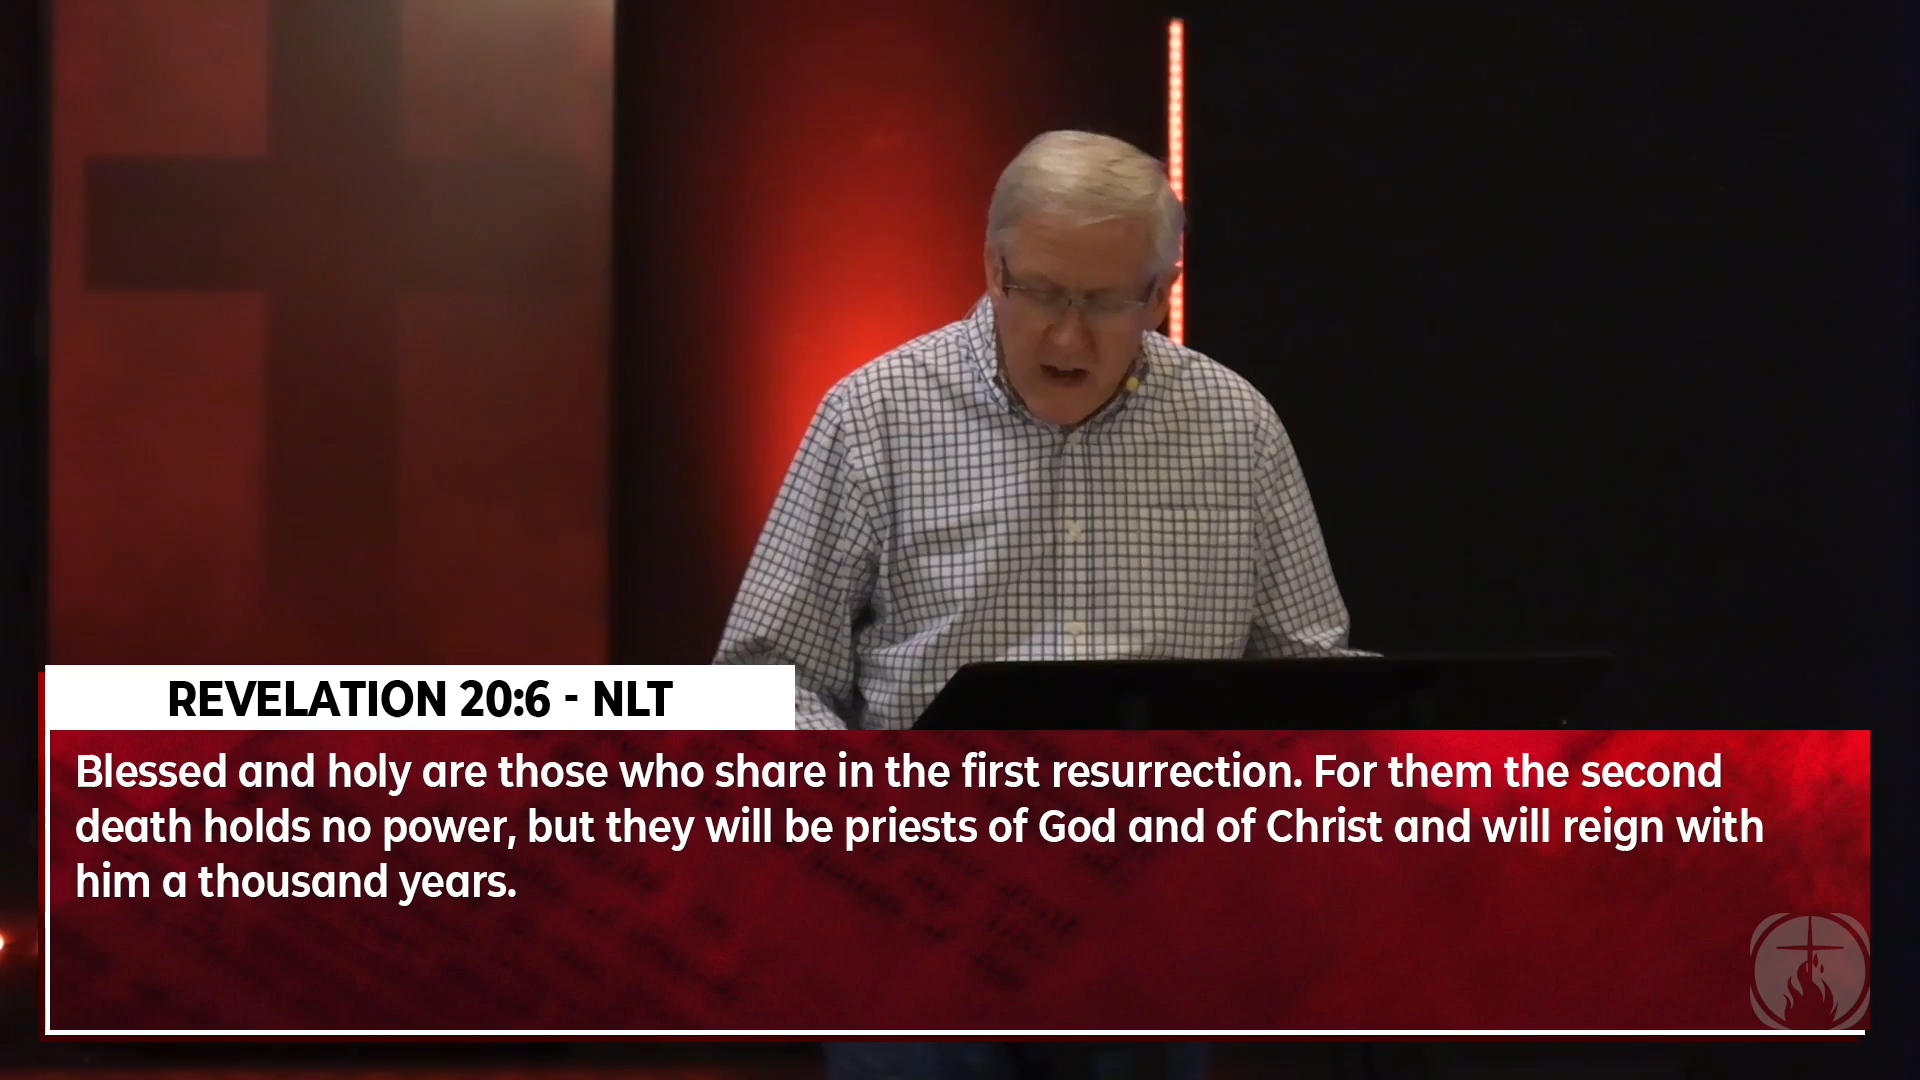 REVELATION 20:6 - NLT
Blessed and holy are those who share in the first resurrection. For them the second
death holds no power, but they will be priests of God and of Christ and will reign with
him a thousand years.